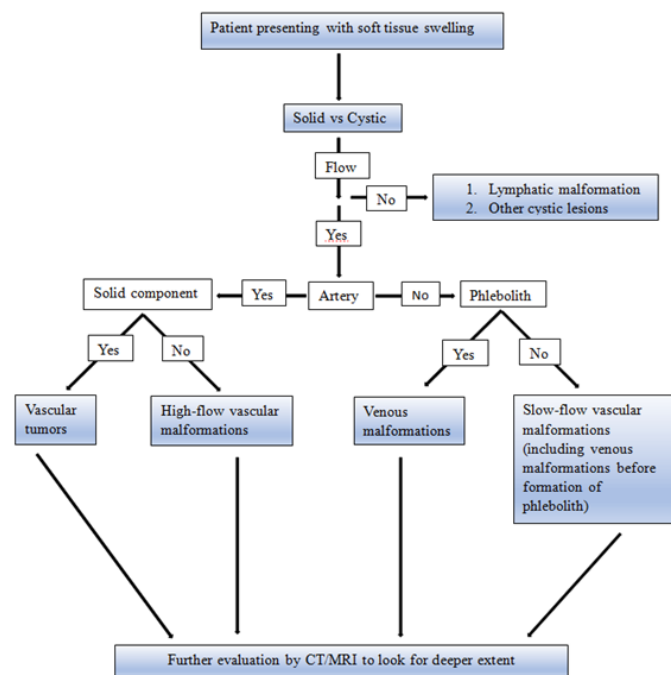 Patient presenting with soft tissue swelling
Solid vs Cystic
Flow
No
1. Lymphatic malformation
2. Other cystic lesions
Yes
Solid component
Yes
Artery
No
Phlebolith
Yes
No
Yes
No
Vascular
tumors
High-flow vascular
malformations
Venous
malformations
Slow-flow vascular
malformations
(including venous
malformations before
formation of
phlebolith)
Further evaluation by CT/MRI to look for deeper extent